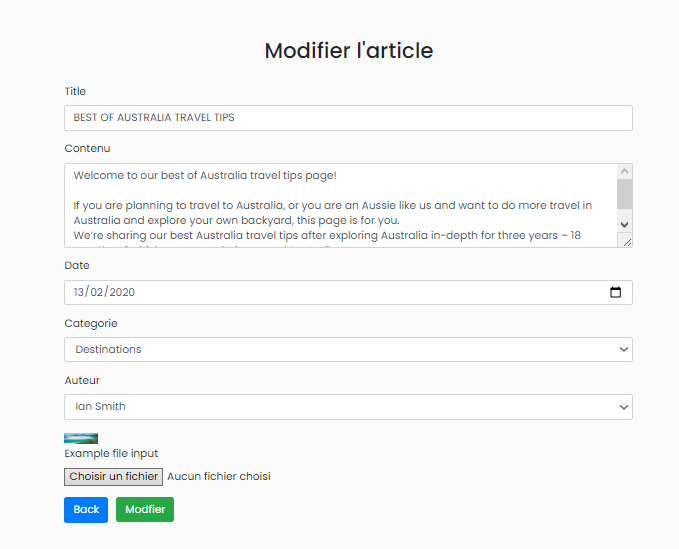 Modifier l'article
Title
BEST OF AUSTRALIA TRAVEL TIPS
Contenu
Welcome to our best of Australia travel tips page!
If you are planning to travel to Australia, or you are an Aussie like us and want to do more travel in
Australia and explore your own backyard, this page is for you.
We're sharing our best Australia travel tips after exploring Australia in-depth for three years – 18
Date
13/02/2020
Categorie
Destinations
Auteur
Ian Smith
Example file input
Choisir un fichier Aucun fichier choisi
Back Modfier